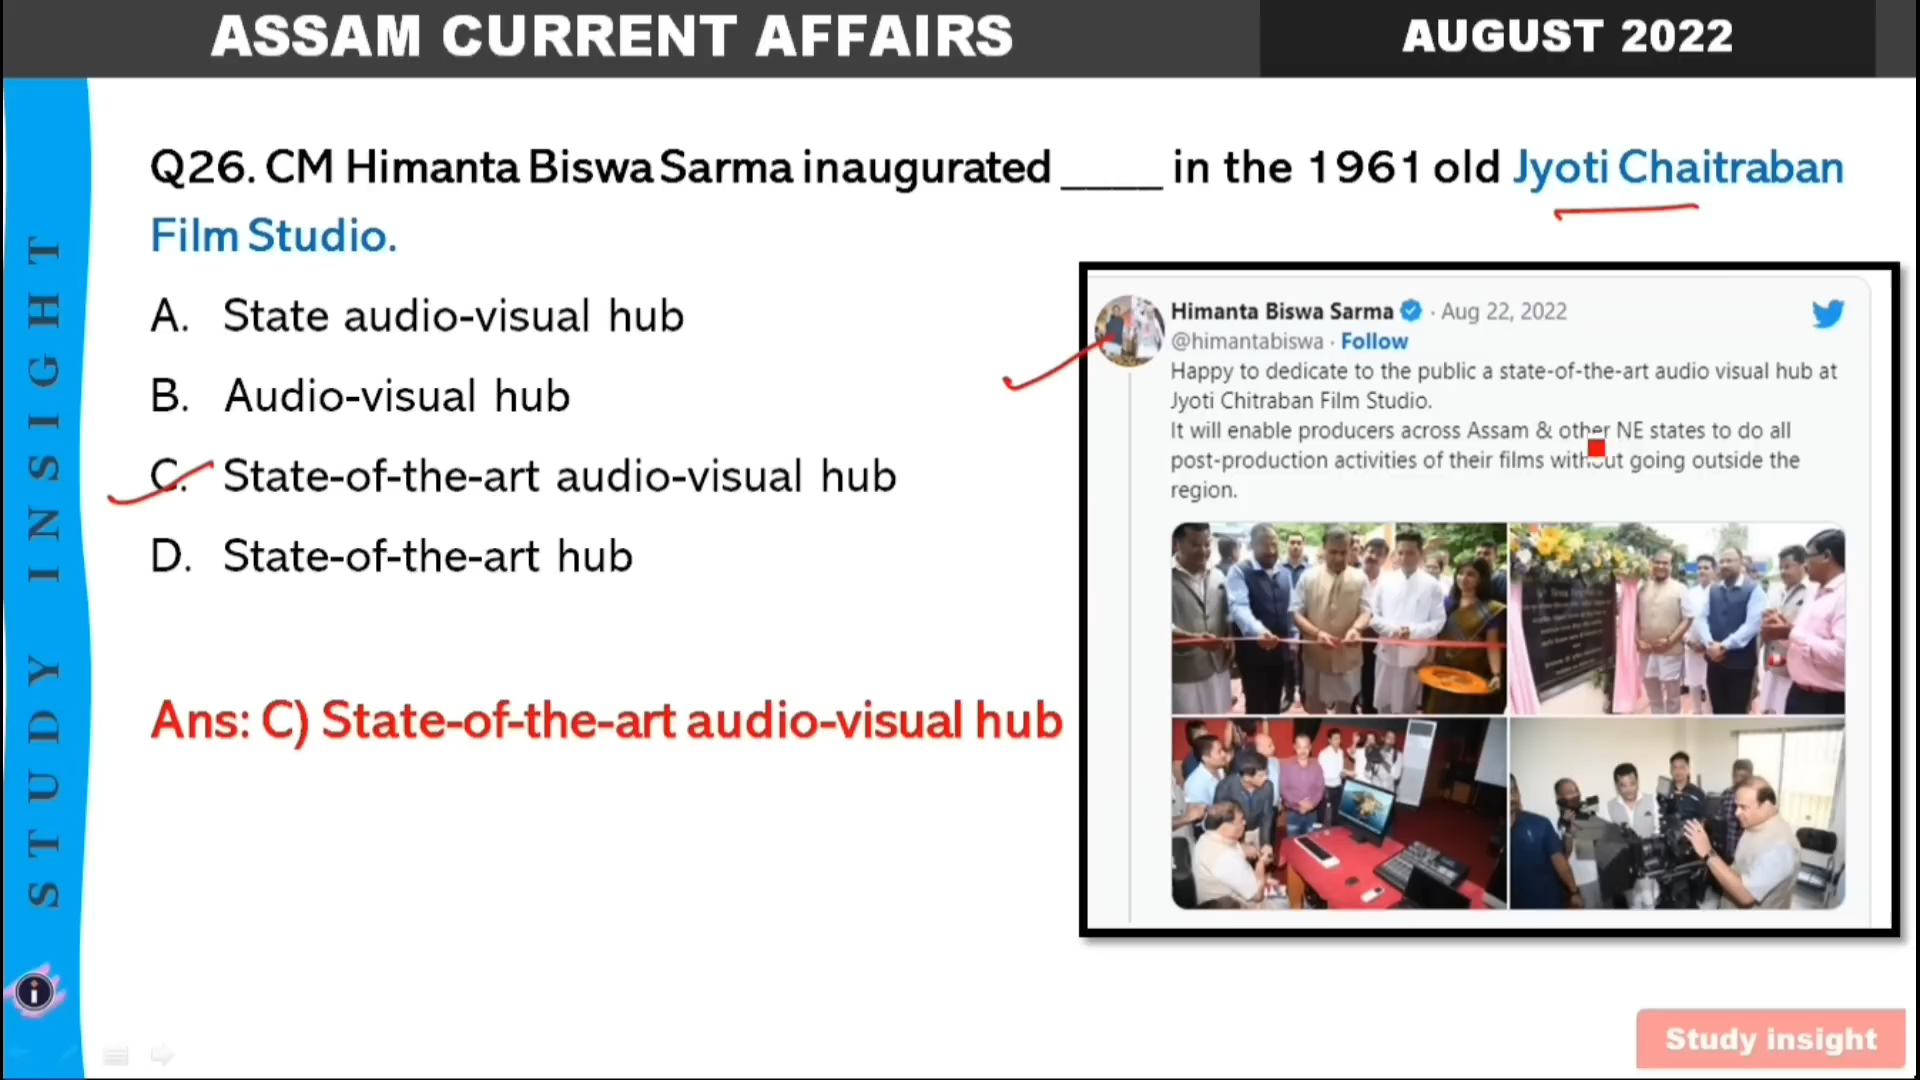 ASSAM CURRENT AFFAIRS
AUGUST 2022
STUDY INSIGHT
Q26. CM Himanta Biswa Sarma inaugurated ____ in the 1961 old Jyoti Chaitraban
Film Studio.
A. State audio-visual hub
B. Audio-visual hub
C. State-of-the-art audio-visual hub
D. State-of-the-art hub
Ans: C) State-of-the-art audio-visual hub
Himanta Biswa Sarma · Aug 22, 2022
@himantabiswa · Follow
Happy to dedicate to the public a state-of-the-art audio visual hub at
Jyoti Chitraban Film Studio.
It will enable producers across Assam & other NE states to do all
post-production activities of their films without going outside the
region.
Study insight